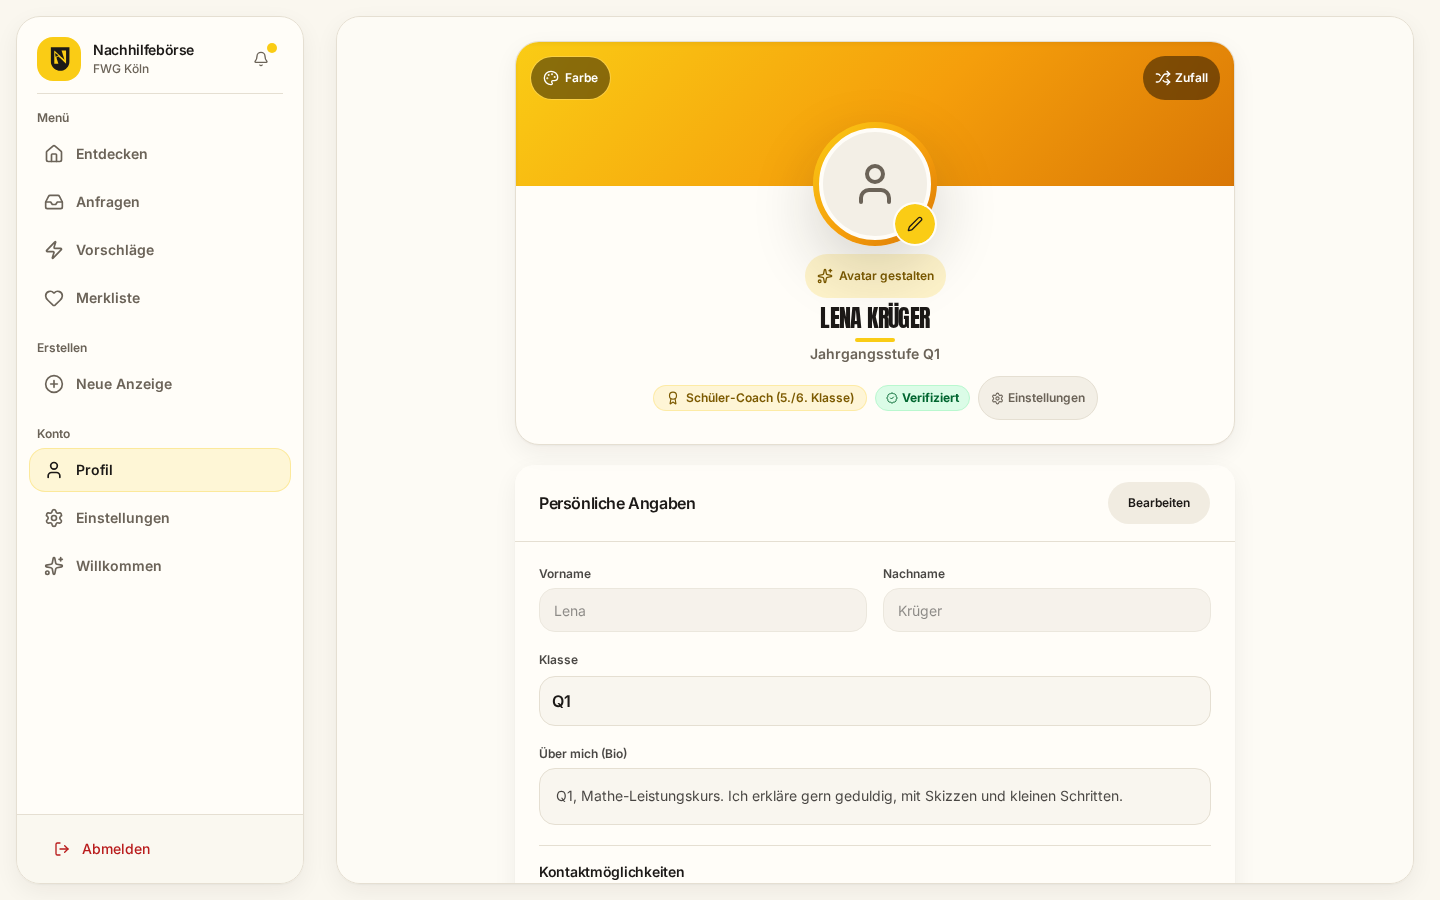 Nachhilfebörse
FWG Köln
Menü
Entdecken
Anfragen
Vorschläge
Merkliste
Erstellen
Neue Anzeige
Konto
Profil
Einstellungen
Willkommen
Abmelden
Farbe
Zufall
Avatar gestalten
LENA KRÜGER
Jahrgangsstufe Q1
Schüler-Coach (5./6. Klasse)
Verifiziert
Einstellungen
Persönliche Angaben
Bearbeiten
Vorname
Nachname
Lena
Krüger
Klasse
Q1
Über mich (Bio)
Q1, Mathe-Leistungskurs. Ich erkläre gern geduldig, mit Skizzen und kleinen Schritten.
Kontaktmöglichkeiten